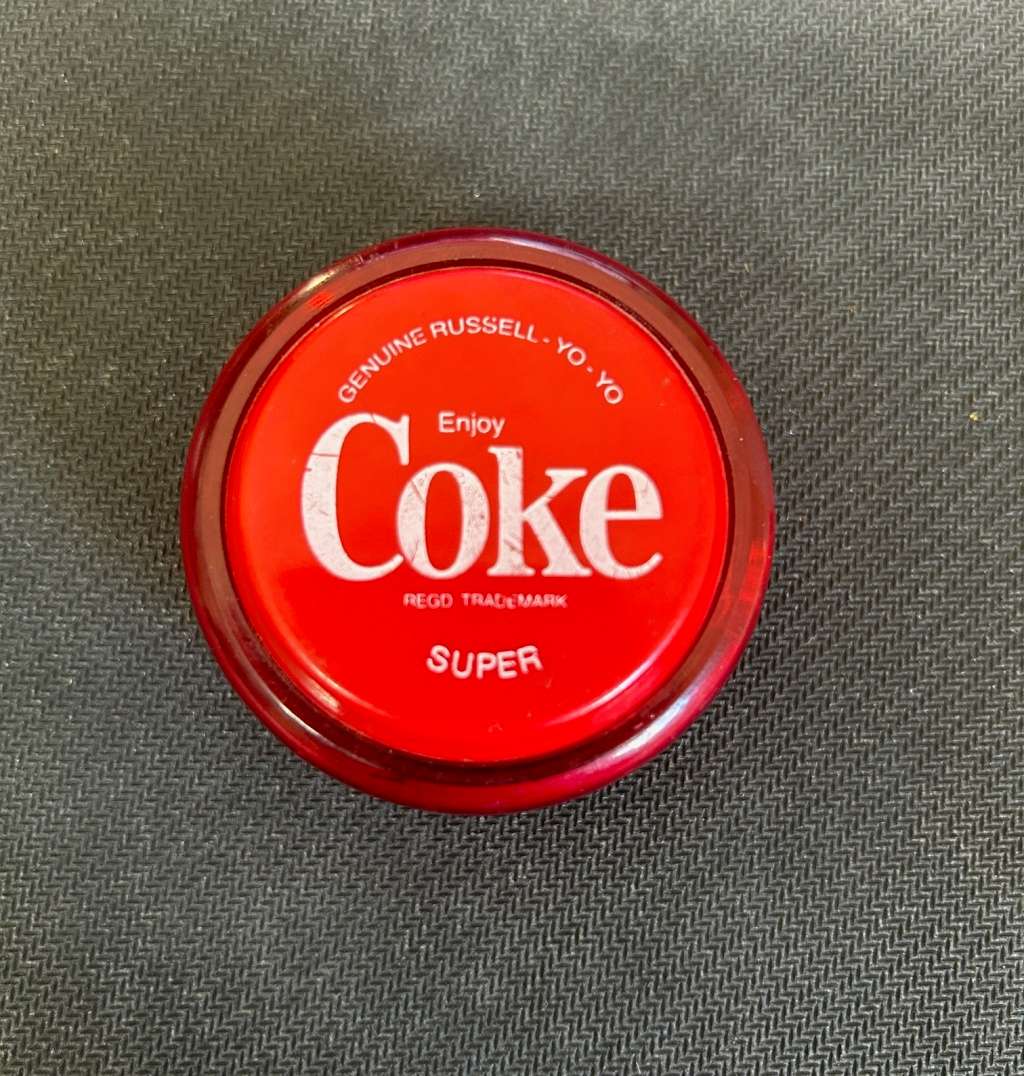 GENUINE RUSSELL - YO - YO
Enjoy
Coke
REGD TRADEMARK
SUPER